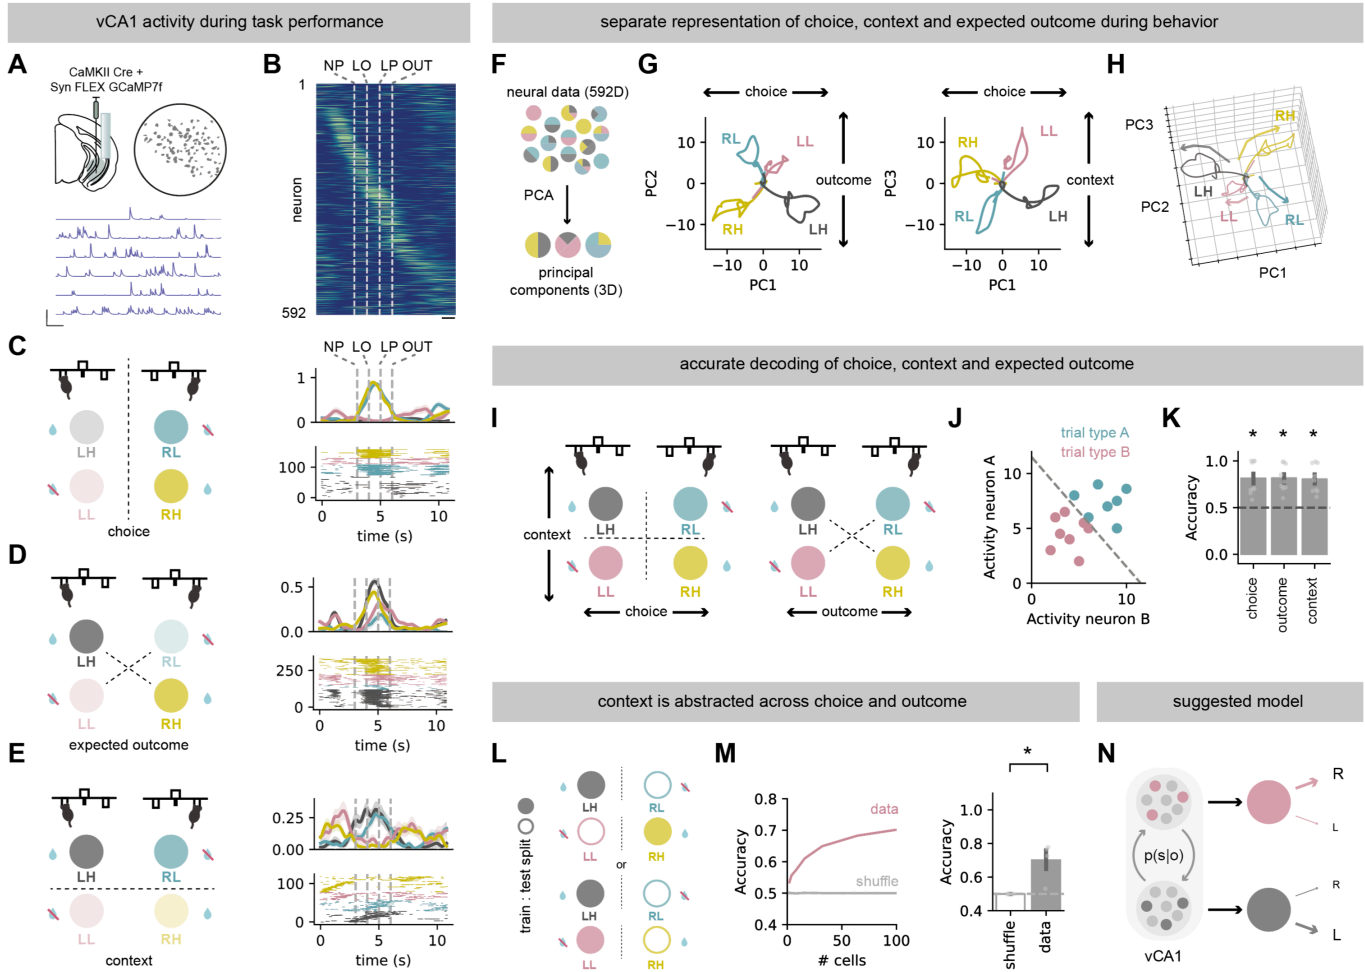 vCA1 activity during task performance
separate representation of choice, context and expected outcome during behavior
A
CaMKII Cre +
Syn FLEX GCaMP7f
B
NP LO LP OUT
1
neuron
592
F
neural data (592D)
PCA
principal
components (3D)
G
choice
10
0
−10
PC2
RL
LL
RH
LH
−10 0 10
PC1
outcome
choice
10
0
−10
PC3
RH
LL
RL
LH
−10 0 10
PC1
context
H
PC3
PC2
PC1
RH
LH
LL
RL
C
LH
RL
LL
RH
choice
NP LO LP OUT
1
0
100
0
0 5 10
time (s)
D
LH
RL
LL
RH
expected outcome
0.5
0.0
250
0
0 5 10
time (s)
E
LH
RL
LL
RH
context
0.25
0.00
100
0
0 5 10
time (s)
accurate decoding of choice, context and expected outcome
I
context
LH
RL
LL
RH
choice
LH
RL
LL
RH
outcome
J
trial type A
trial type B
Activity neuron A
10
5
0
0 10
Activity neuron B
K
* * *
Accuracy
1.0
0.5
0.0
choice
outcome
context
context is abstracted across choice and outcome
suggested model
L
train : test split
LH
RL
LL
RH
or
LH
RL
LL
RH
M
Accuracy
0.8
0.7
0.6
0.5
0.4
data
shuffle
0 50 100
# cells
*
Accuracy
1.0
0.8
0.6
0.4
shuffle
data
N
p(s|o)
vCA1
R
L
R
L